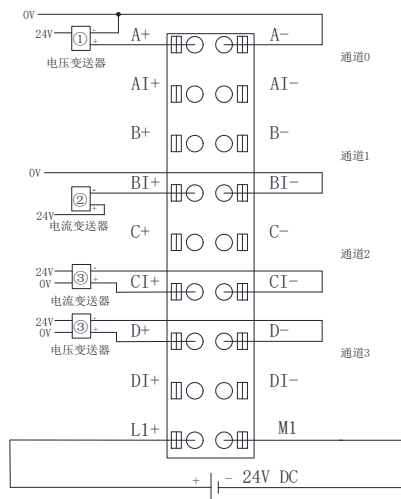 0V
24V ① - + A+ A- 通道0
电压变送器
AI+ AI-
B+ B- 通道1
0V
BI+ BI-
② - +
24V
电流变送器
C+ C- 通道2
24V
0V ③ - + CI+ CI-
电流变送器
24V
0V ③ - + D+ D-
电压变送器 通道3
DI+ DI-
L1+ M1
+ - 24V DC